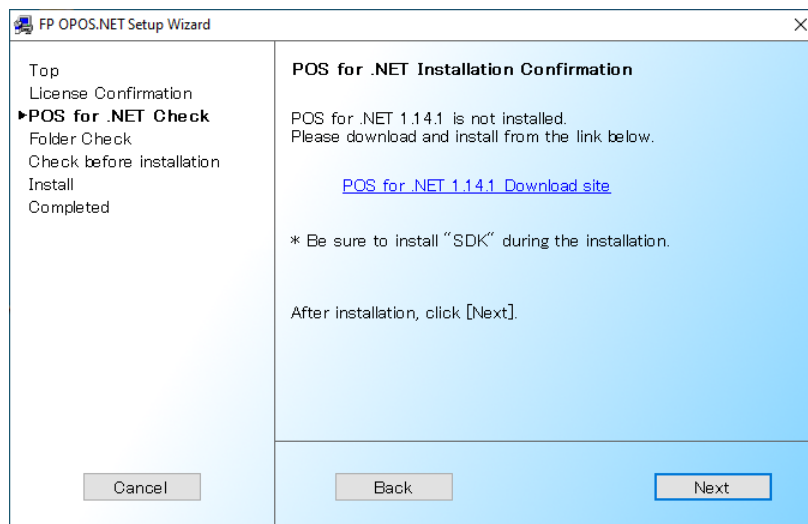 FP OPOS.NET Setup Wizard
Top
License Confirmation
▶POS for .NET Check
Folder Check
Check before installation
Install
Completed
Cancel
POS for .NET Installation Confirmation
POS for .NET 1.14.1 is not installed.
Please download and install from the link below.
POS for .NET 1.14.1 Download site
* Be sure to install "SDK" during the installation.
After installation, click [Next].
Back
Next